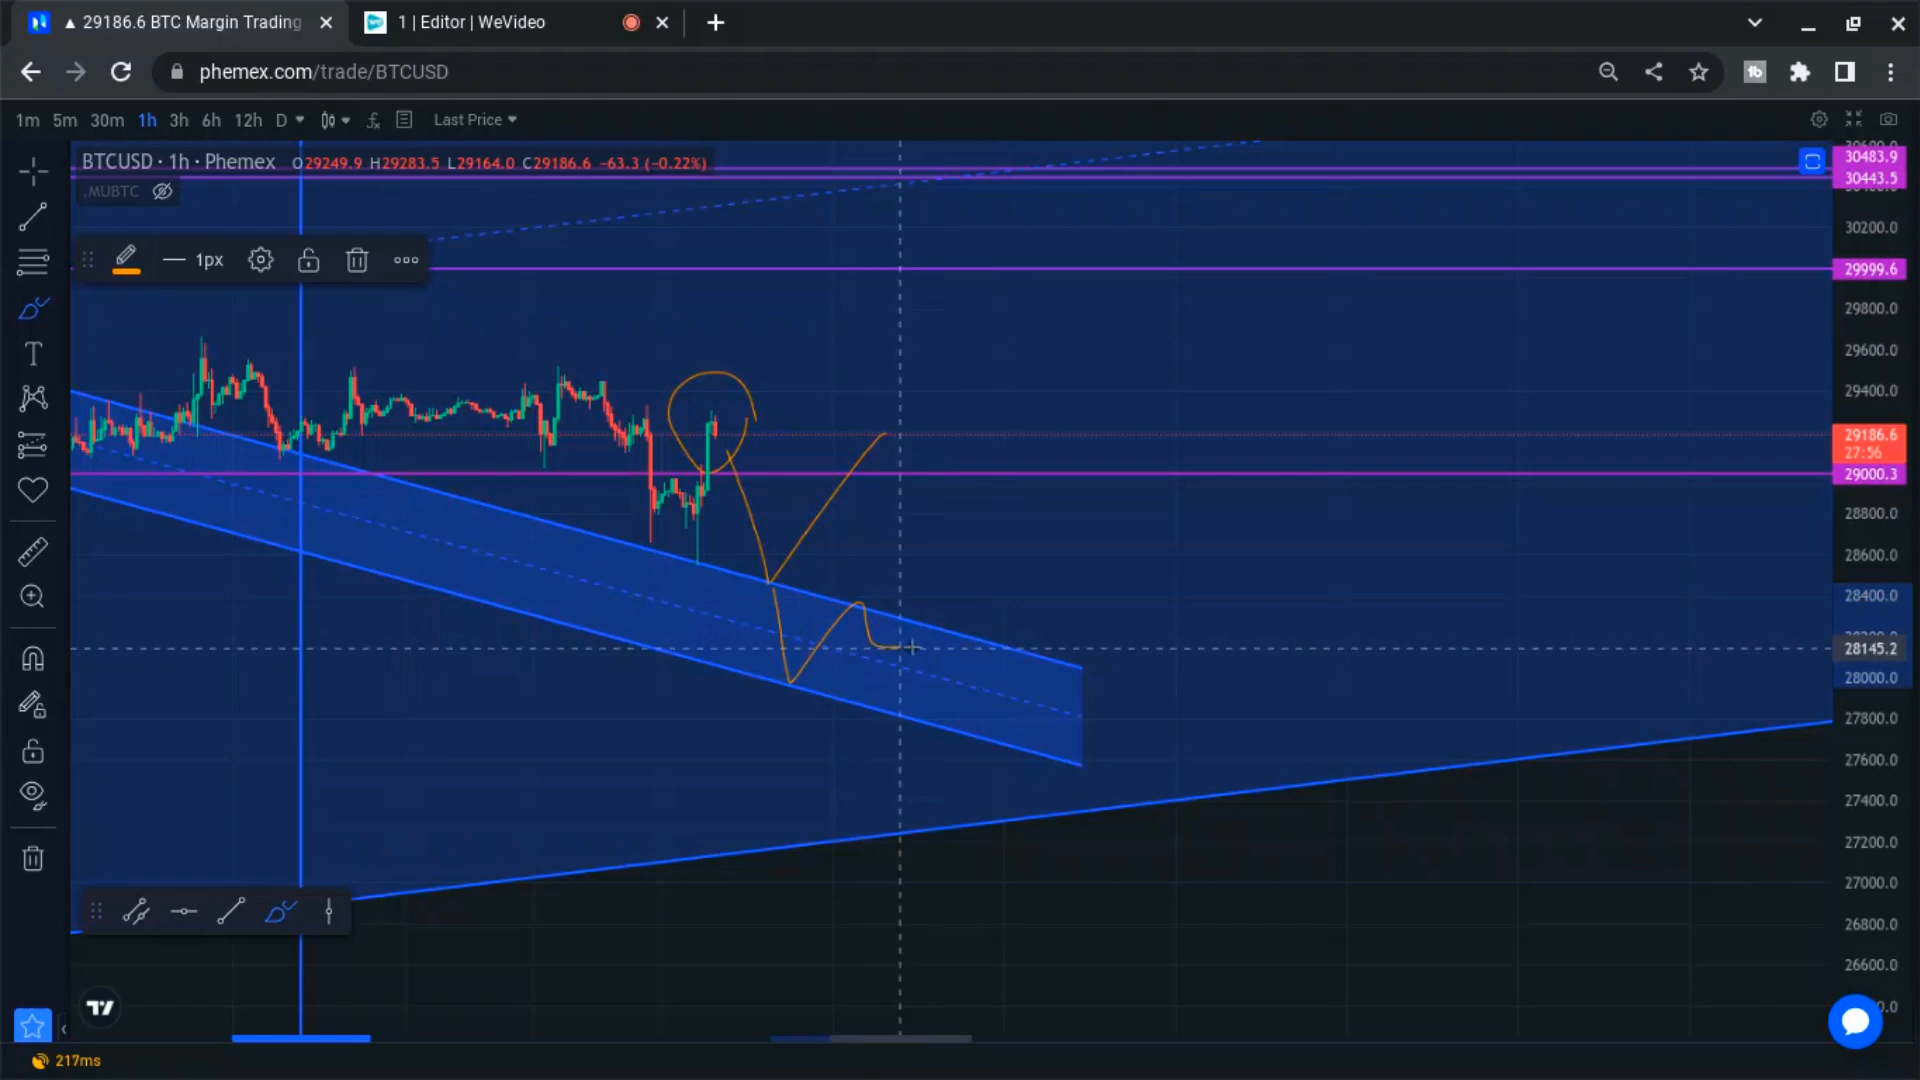 ▲ 29186.6 BTC Margin Trading
1 | Editor | WeVideo
phemex.com/trade/BTCUSD
1m 5m 30m 1h 3h 6h 12h D
Last Price
BTCUSD · 1h · Phemex O29249.9 H29283.5 L29164.0 C29186.6 −63.3 (−0.22%)
.MUBTC
1px
30483.9
30443.5
30200.0
29999.6
29800.0
29600.0
29400.0
29186.6
27:56
29000.3
28800.0
28600.0
28400.0
28145.2
28000.0
27800.0
27600.0
27400.0
27200.0
27000.0
26800.0
26600.0
217ms